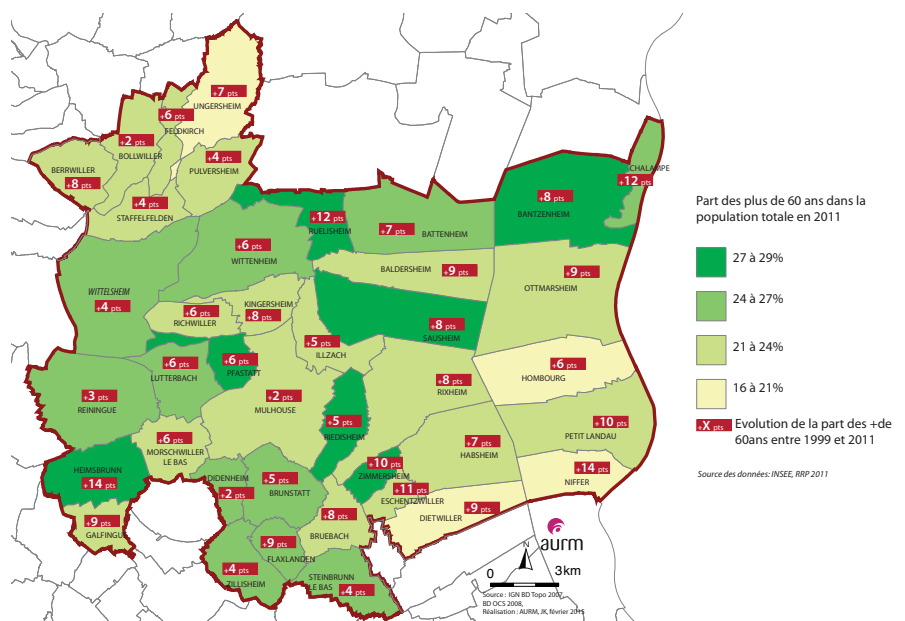 +7 pts
UNGERSHEIM
+6 pts
FELDKIRCH
+2 pts
BOLLWILLER
+4 pts
PULVERSHEIM
BERRWILLER
+8 pts
+4 pts
STAFFELFELDEN
CHALAMPE
+12 pts
+8 pts
BANTZENHEIM
+12 pts
RUELISHEIM
+7 pts
BATTENHEIM
+6 pts
WITTENHEIM
BALDERSHEIM
+9 pts
+9 pts
OTTMARSHEIM
WITTELSHEIM
+4 pts
KINGERSHEIM
+8 pts
+6 pts
RICHWILLER
+8 pts
SAUSHEIM
+5 pts
ILLZACH
+6 pts
LUTTERBACH
+6 pts
PFASTATT
+6 pts
HOMBOURG
+8 pts
RIXHEIM
+3 pts
REININGUE
+2 pts
MULHOUSE
+5 pts
RIEDISHEIM
+10 pts
PETIT LANDAU
+6 pts
MORSCHWILLER
LE BAS
+7 pts
HABSHEIM
+10 pts
ZIMMERSHEIM
+14 pts
NIFFER
HEIMSBRUNN
+14 pts
DIDENHEIM
+2 pts
+5 pts
BRUNSTATT
+11 pts
ESCHENTZWILLER
+9 pts
DIETWILLER
+9 pts
GALFINGUE
+8 pts
BRUEBACH
+9 pts
FLAXLANDEN
+4 pts
ZILLISHEIM
STEINBRUNN
LE BAS
+4 pts
Part des plus de 60 ans dans la
population totale en 2011
27 à 29%
24 à 27%
21 à 24%
16 à 21%
+X pts Evolution de la part des +de
60ans entre 1999 et 2011
Source des données: INSEE, RRP 2011
aurm
N
0 3km
Source : IGN BD Topo 2007,
BD OCS 2008,
Réalisation : AURM, JK, février 2015